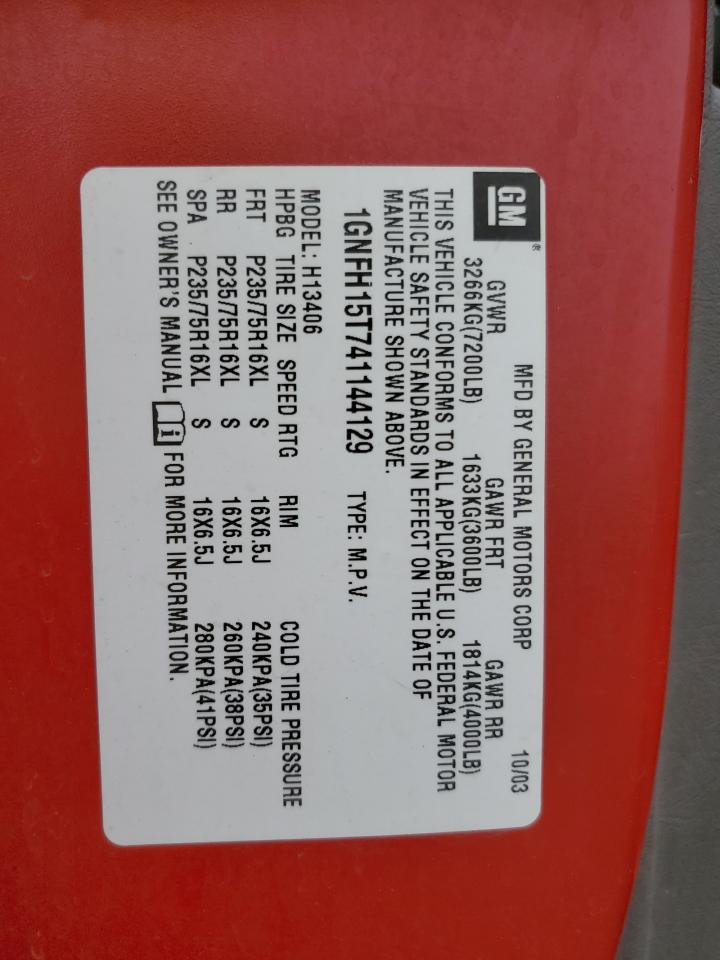 GM®
MFD BY GENERAL MOTORS CORP 10/03
GVWR GAWR FRT GAWR RR
3266KG(7200LB) 1633KG(3600LB) 1814KG(4000LB)
THIS VEHICLE CONFORMS TO ALL APPLICABLE U.S. FEDERAL MOTOR
VEHICLE SAFETY STANDARDS IN EFFECT ON THE DATE OF
MANUFACTURE SHOWN ABOVE.
1GNFH15T741144129 TYPE: M.P.V.
MODEL: H13406
HPBG TIRE SIZE SPEED RTG RIM COLD TIRE PRESSURE
FRT P235/75R16XL S 16X6.5J 240KPA(35PSI)
RR P235/75R16XL S 16X6.5J 260KPA(38PSI)
SPA P235/75R16XL S 16X6.5J 280KPA(41PSI)
SEE OWNER'S MANUAL i FOR MORE INFORMATION.